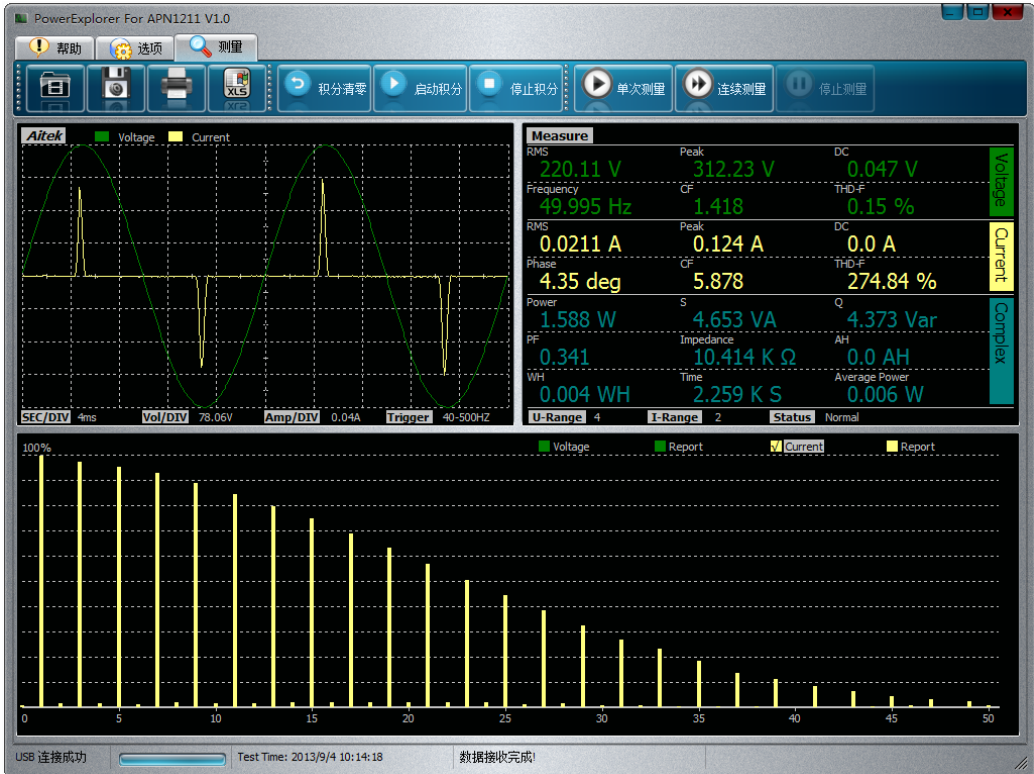 PowerExplorer For APN1211 V1.0
帮助 选项 测量
XLS 积分清零 启动积分 停止积分 单次测量 连续测量 停止测量
Aitek Voltage Current
SEC/DIV 4ms Vol/DIV 78.06V Amp/DIV 0.04A Trigger 40-500HZ
Measure
RMS Peak DC
220.11 V 312.23 V 0.047 V
Frequency CF THD-F
49.995 Hz 1.418 0.15 %
Voltage
RMS Peak DC
0.0211 A 0.124 A 0.0 A
Phase CF THD-F
4.35 deg 5.878 274.84 %
Current
Power S Q
1.588 W 4.653 VA 4.373 Var
PF Impedance AH
0.341 10.414 K Ω 0.0 AH
WH Time Average Power
0.004 WH 2.259 K S 0.006 W
Complex
U-Range 4 I-Range 2 Status Normal
100% Voltage Report √ Current Report
0 5 10 15 20 25 30 35 40 45 50
USB 连接成功 Test Time: 2013/9/4 10:14:18 数据接收完成!